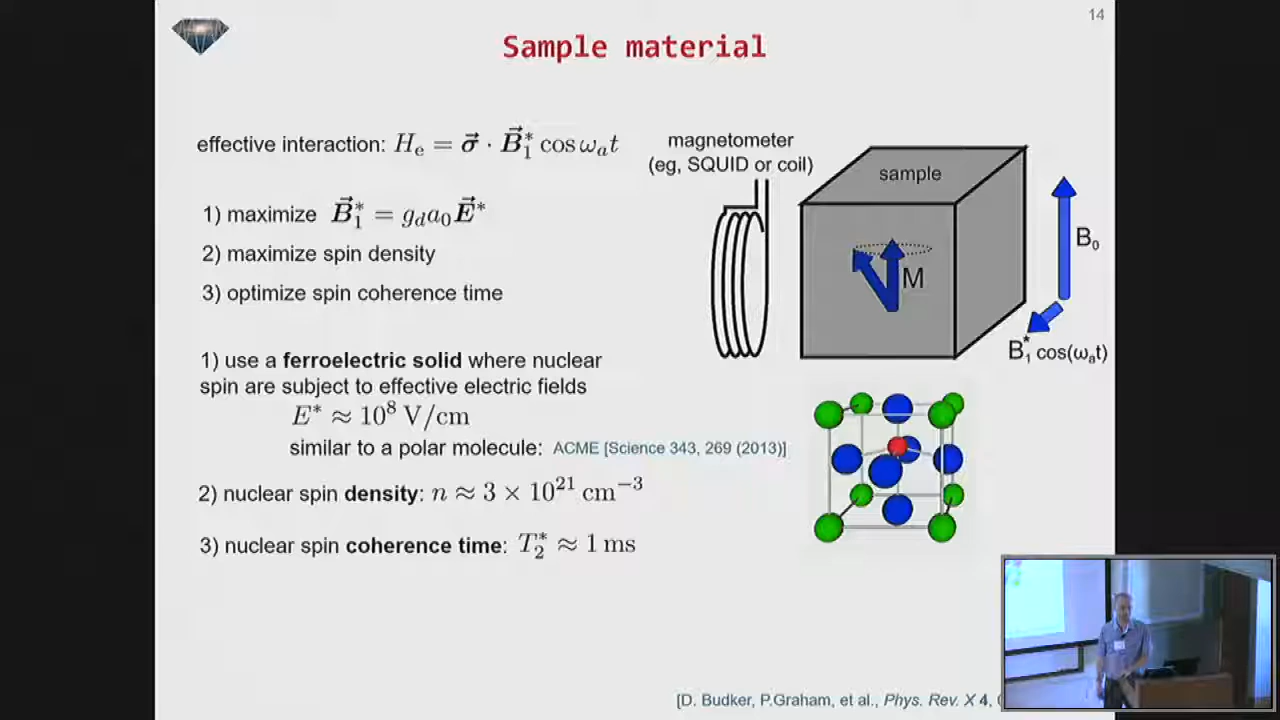 14
Sample material
effective interaction: Hₑ = σ⃗ · B⃗₁* cos ωₐt
1) maximize B⃗₁* = g_d a₀ E⃗*
2) maximize spin density
3) optimize spin coherence time
magnetometer
(eg, SQUID or coil)
sample
M
B₀
B₁* cos(ωₐt)
1) use a ferroelectric solid where nuclear
spin are subject to effective electric fields
E* ≈ 10⁸ V/cm
similar to a polar molecule: ACME [Science 343, 269 (2013)]
2) nuclear spin density: n ≈ 3 × 10²¹ cm⁻³
3) nuclear spin coherence time: T₂* ≈ 1 ms
[D. Budker, P.Graham, et al., Phys. Rev. X 4,